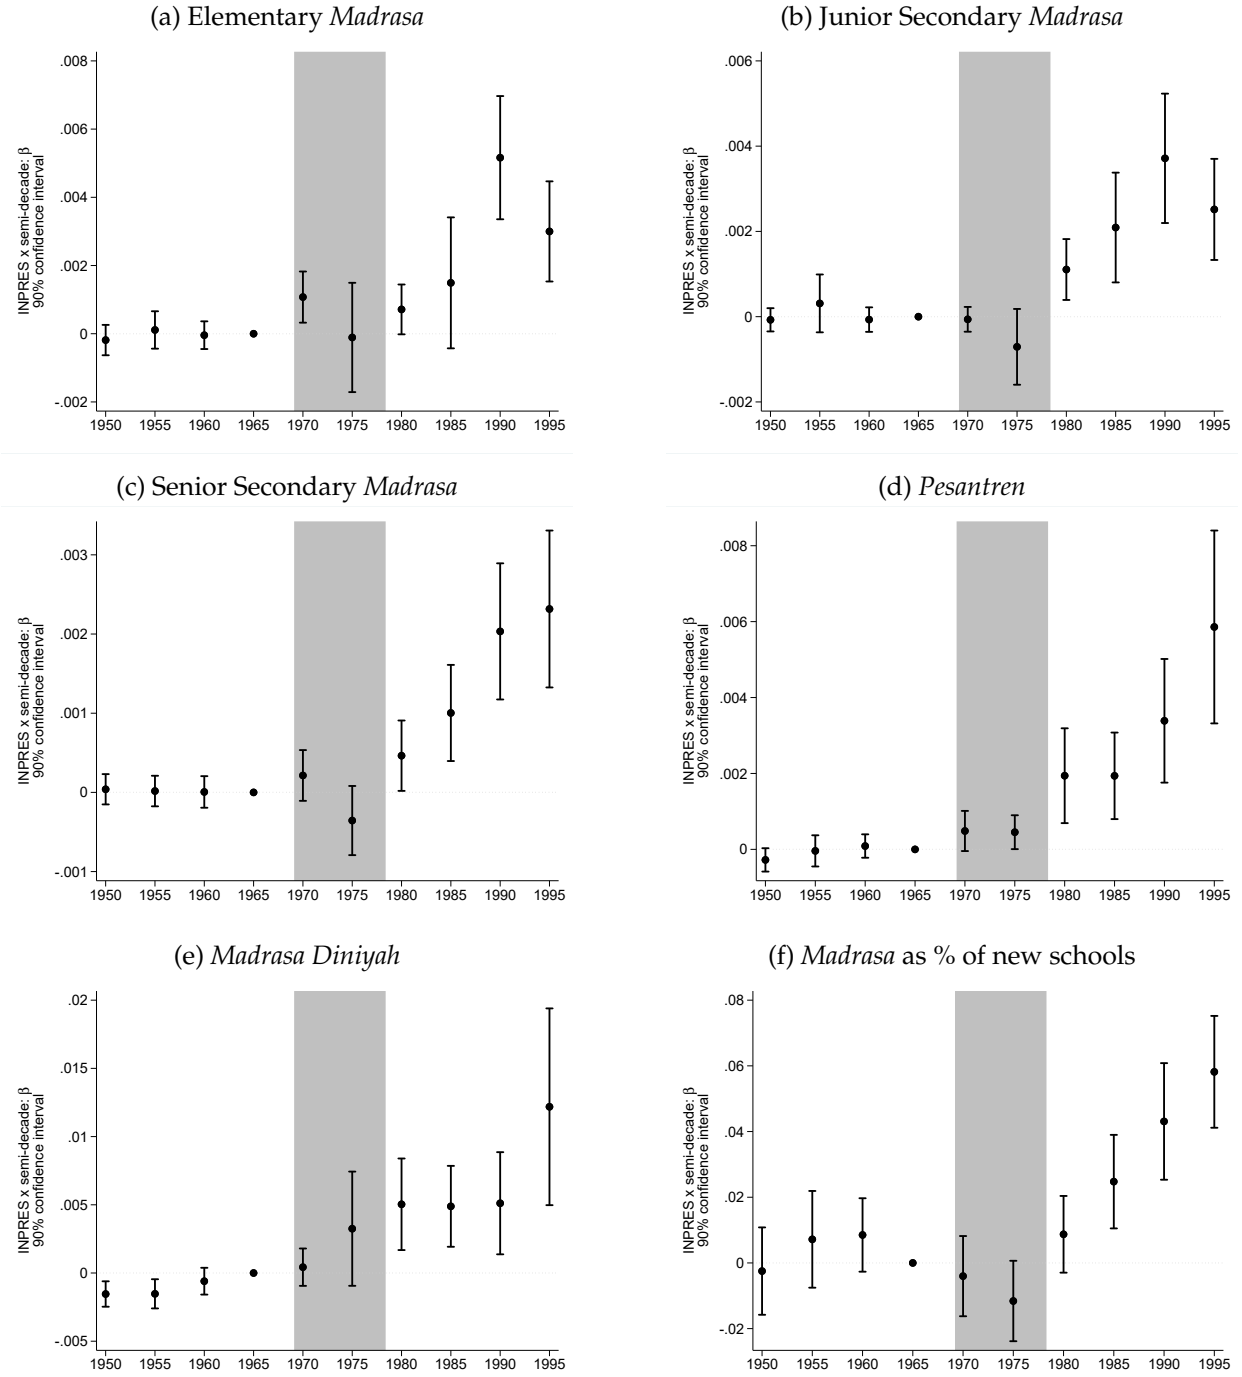 (a) Elementary Madrasa
.008
.006
.004
.002
0
-.002
INPRES x semi-decade: β
90% confidence interval
1950 1955 1960 1965 1970 1975 1980 1985 1990 1995
(b) Junior Secondary Madrasa
.006
.004
.002
0
-.002
INPRES x semi-decade: β
90% confidence interval
1950 1955 1960 1965 1970 1975 1980 1985 1990 1995
(c) Senior Secondary Madrasa
.003
.002
.001
0
-.001
INPRES x semi-decade: β
90% confidence interval
1950 1955 1960 1965 1970 1975 1980 1985 1990 1995
(d) Pesantren
.008
.006
.004
.002
0
INPRES x semi-decade: β
90% confidence interval
1950 1955 1960 1965 1970 1975 1980 1985 1990 1995
(e) Madrasa Diniyah
.02
.015
.01
.005
0
-.005
INPRES x semi-decade: β
90% confidence interval
1950 1955 1960 1965 1970 1975 1980 1985 1990 1995
(f) Madrasa as % of new schools
.08
.06
.04
.02
0
-.02
INPRES x semi-decade: β
90% confidence interval
1950 1955 1960 1965 1970 1975 1980 1985 1990 1995